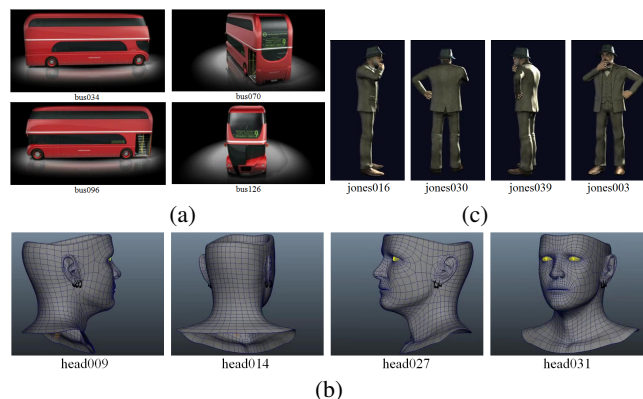 bus034
bus070
bus096
bus126
(a)
jones016
jones030
jones039
jones003
(c)
head009
head014
head027
head031
(b)